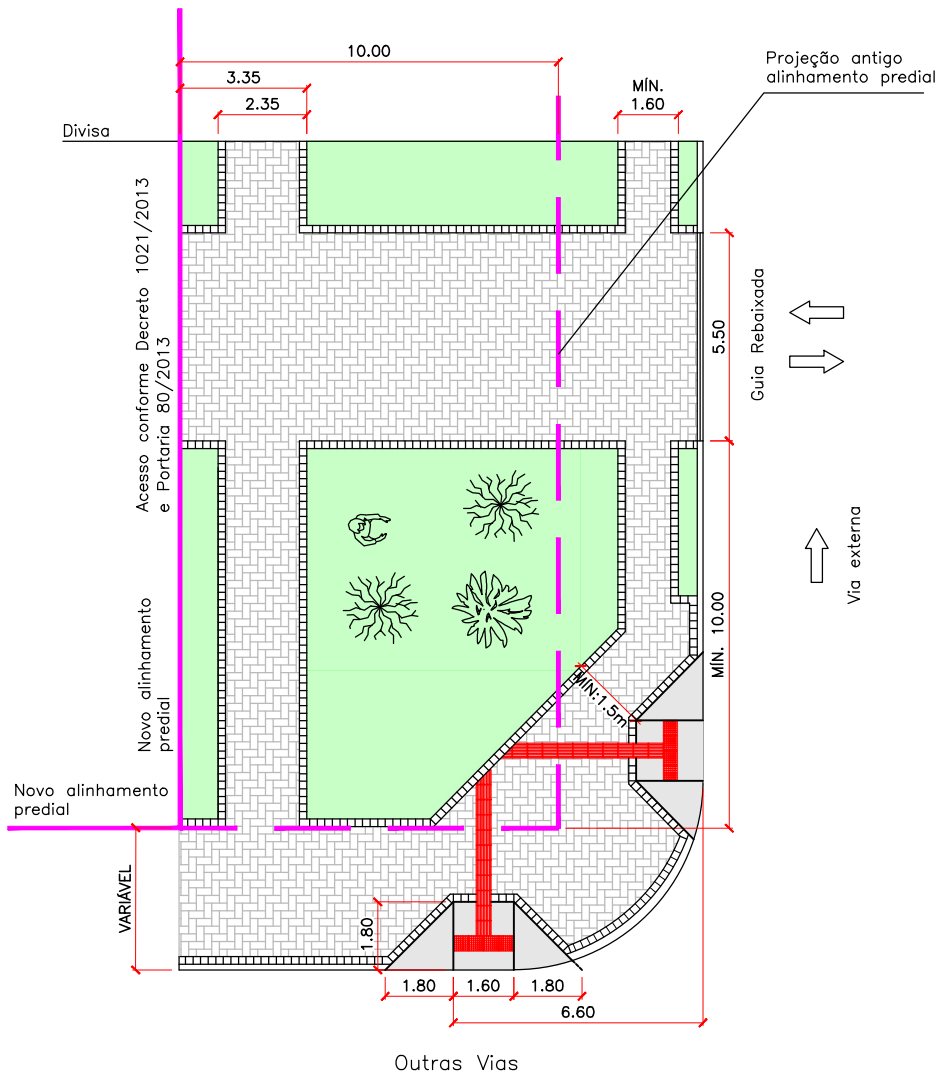 10.00
Projeção antigo
alinhamento predial
3.35
MÍN.
2.35
1.60
Divisa
Acesso conforme Decreto 1021/2013
e Portaria 80/2013
5.50
Guia Rebaixada
Via externa
MÍN. 10.00
MÍN:1.5m
Novo alinhamento
predial
Novo alinhamento
predial
VARIÁVEL
1.80
1.80
1.60
1.80
6.60
Outras Vias